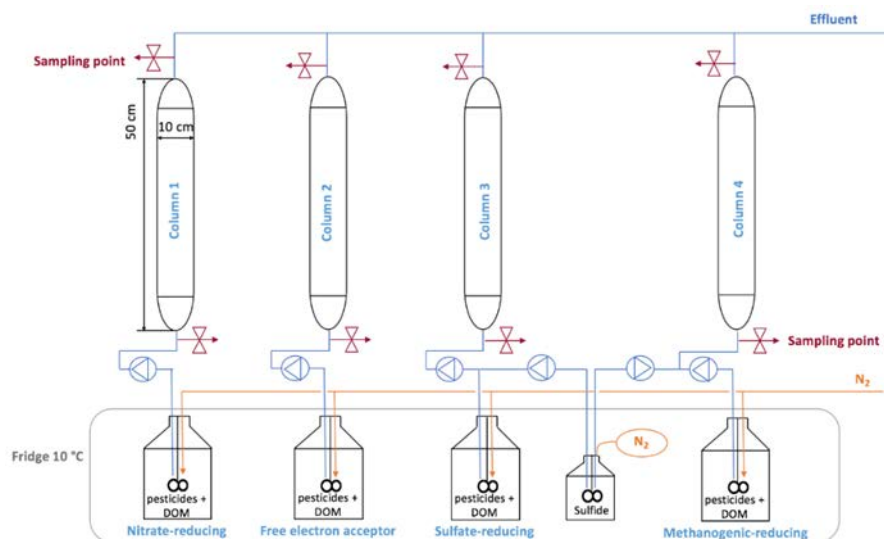 Effluent
Sampling point
50 cm
10 cm
Column 1
Column 2
Column 3
Column 4
Sampling point
N₂
Fridge 10 °C
N₂
pesticides +
DOM
pesticides +
DOM
pesticides +
DOM
Sulfide
pesticides +
DOM
Nitrate-reducing
Free electron acceptor
Sulfate-reducing
Methanogenic-reducing